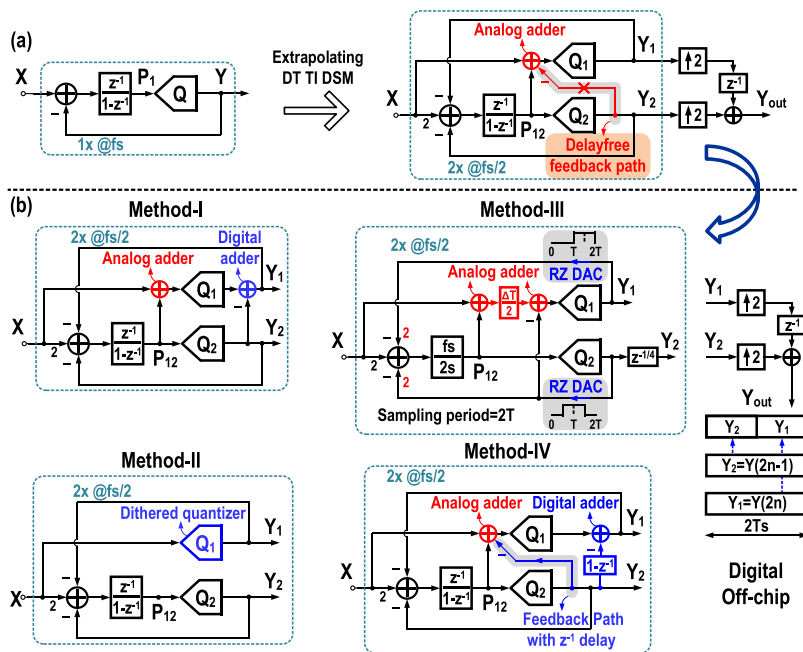 (a)
X
−
z-1
1-z-1
P1
Q
Y
1x @fs
Extrapolating
DT TI DSM
Analog adder
X
2
−
−
z-1
1-z-1
P12
Q1
Q2
−
Y1
Y2
Delayfree
feedback path
2x @fs/2
↑2
↑2
z-1
Yout
(b)
Method-I
2x @fs/2
Analog adder
Digital
adder
X
2
−
−
z-1
1-z-1
P12
Q1
Q2
−
Y1
Y2
Method-III
2x @fs/2
0 T 2T
RZ DAC
Analog adder
X
2
−
2
−
2
fs
2s
P12
ΔT
2
−
Q1
Q2
Y1
z-1/4
Y2
RZ DAC
0 T 2T
Sampling period=2T
Method-II
2x @fs/2
Dithered quantizer
X
2
−
−
z-1
1-z-1
P12
Q1
Q2
Y1
Y2
Method-IV
2x @fs/2
Analog adder
Digital adder
X
2
−
−
z-1
1-z-1
P12
Q1
Q2
−
−
1-z-1
Y1
Y2
Feedback Path
with z-1 delay
Y1
↑2
z-1
Y2
↑2
Yout
Y2 Y1
Y2=Y(2n-1)
Y1=Y(2n)
2Ts
Digital
Off-chip